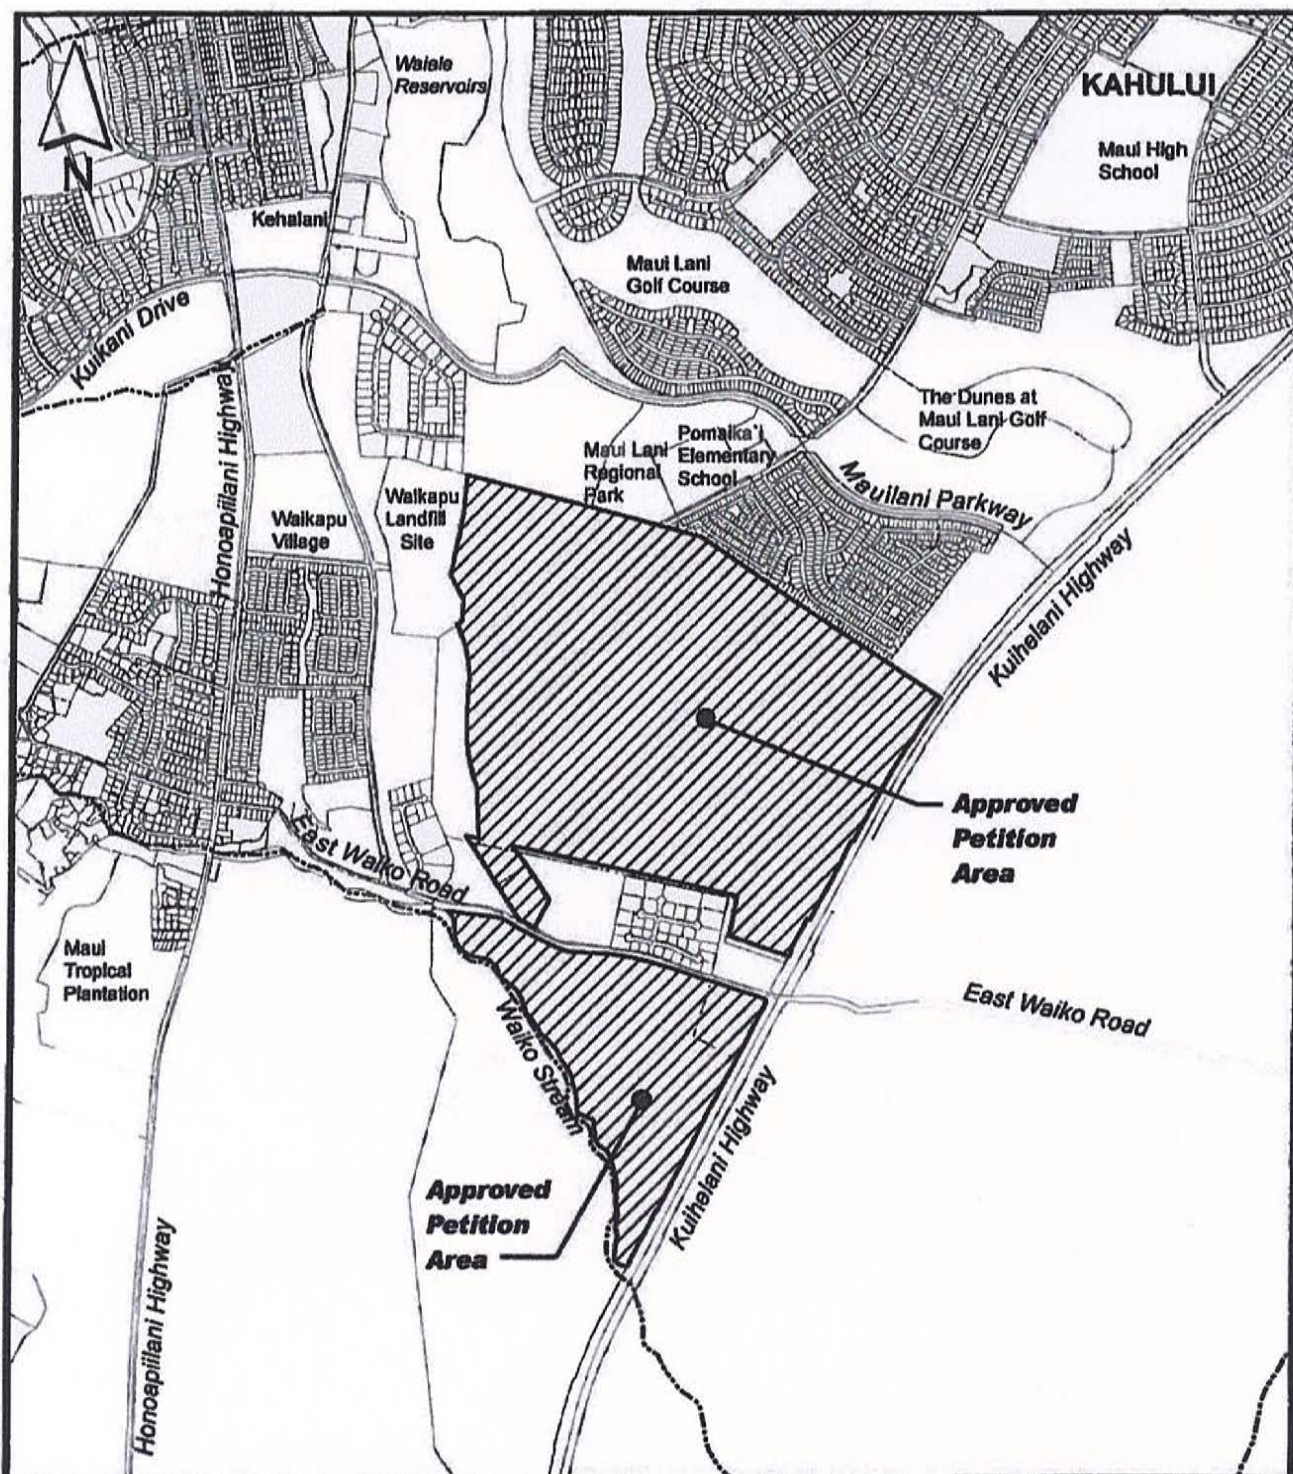 Waiale
Reservoirs
KAHULUI
Maui High
School
N
Kehalani
Maui Lani
Golf Course
Kuikani Drive
Honoapiilani Highway
The Dunes at
Maui Lani Golf
Course
Maui Lani
Regional
Park
Pomaika'i
Elementary
School
Mauilani Parkway
Waikapu
Landfill
Site
Waikapu
Village
Kuihelani Highway
Approved
Petition
Area
East Waiko Road
Maui
Tropical
Plantation
East Waiko Road
Waiko Stream
Kuihelani Highway
Approved
Petition
Area
Honoapiilani Highway